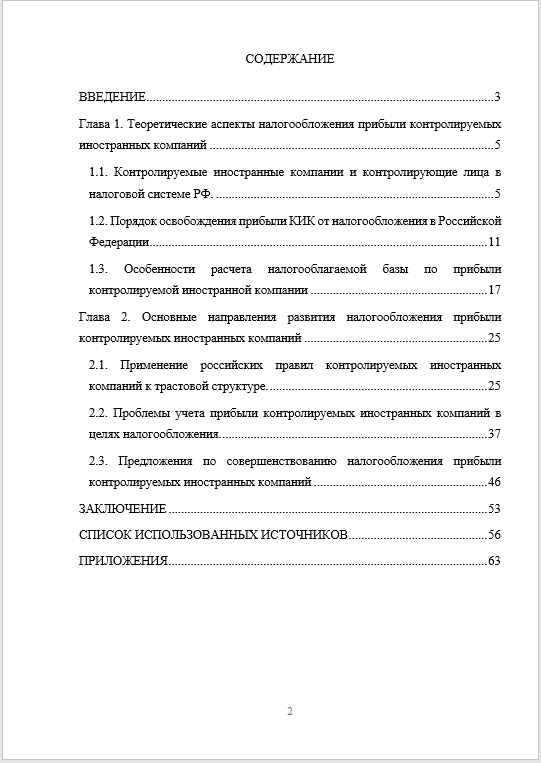 СОДЕРЖАНИЕ
ВВЕДЕНИЕ.....3
Глава 1. Теоретические аспекты налогообложения прибыли контролируемых
иностранных компаний .....5
1.1. Контролируемые иностранные компании и контролирующие лица в
налоговой системе РФ. .....5
1.2. Порядок освобождения прибыли КИК от налогообложения в Российской
Федерации.....11
1.3. Особенности расчета налогооблагаемой базы по прибыли
контролируемой иностранной компании .....17
Глава 2. Основные направления развития налогообложения прибыли
контролируемых иностранных компаний .....25
2.1. Применение российских правил контролируемых иностранных
компаний к трастовой структуре. .....25
2.2. Проблемы учета прибыли контролируемых иностранных компаний в
целях налогообложения.....37
2.3. Предложения по совершенствованию налогообложения прибыли
контролируемых иностранных компаний .....46
ЗАКЛЮЧЕНИЕ .....53
СПИСОК ИСПОЛЬЗОВАННЫХ ИСТОЧНИКОВ.....56
ПРИЛОЖЕНИЯ.....63
2